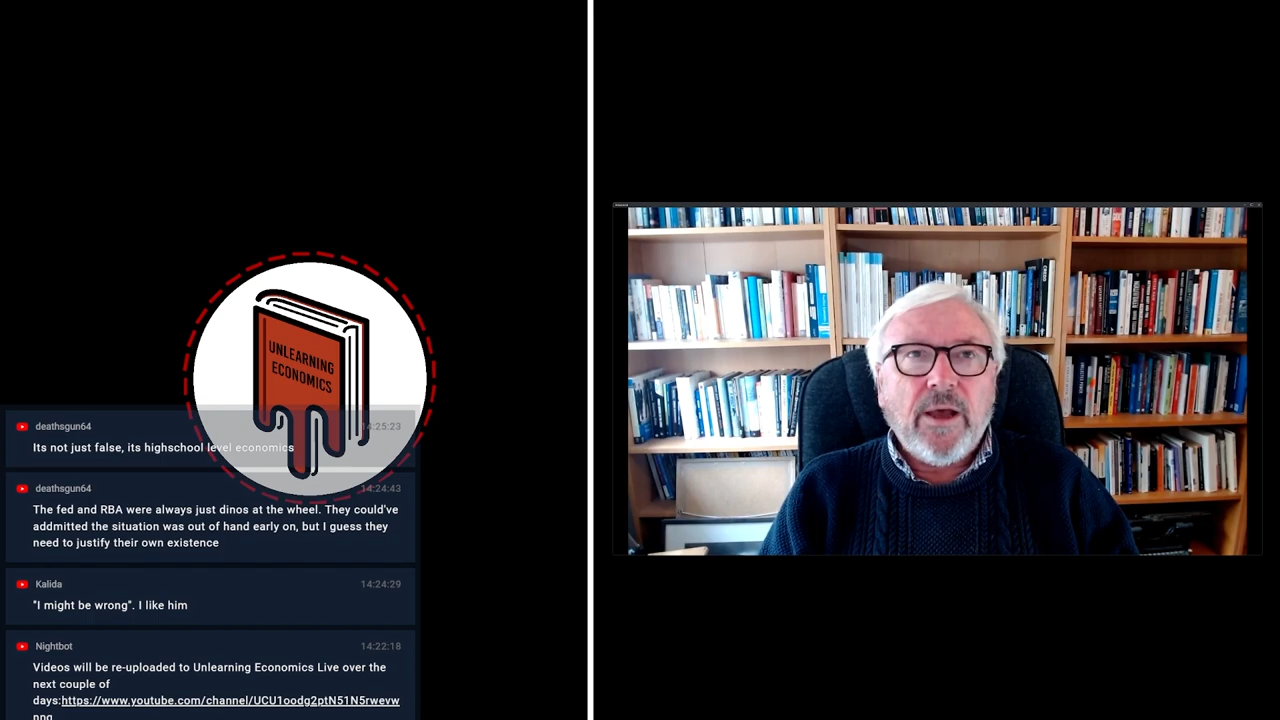 UNLEARNING
ECONOMICS
deathsgun64
14:25:23
Its not just false, its highschool level economics
deathsgun64
14:24:43
The fed and RBA were always just dinos at the wheel. They could've
addmitted the situation was out of hand early on, but I guess they
need to justify their own existence
Kalida
14:24:29
"I might be wrong". I like him
Nightbot
14:22:18
Videos will be re-uploaded to Unlearning Economics Live over the
next couple of
days:https://www.youtube.com/channel/UCU1oodg2ptN51N5rwevw
nng